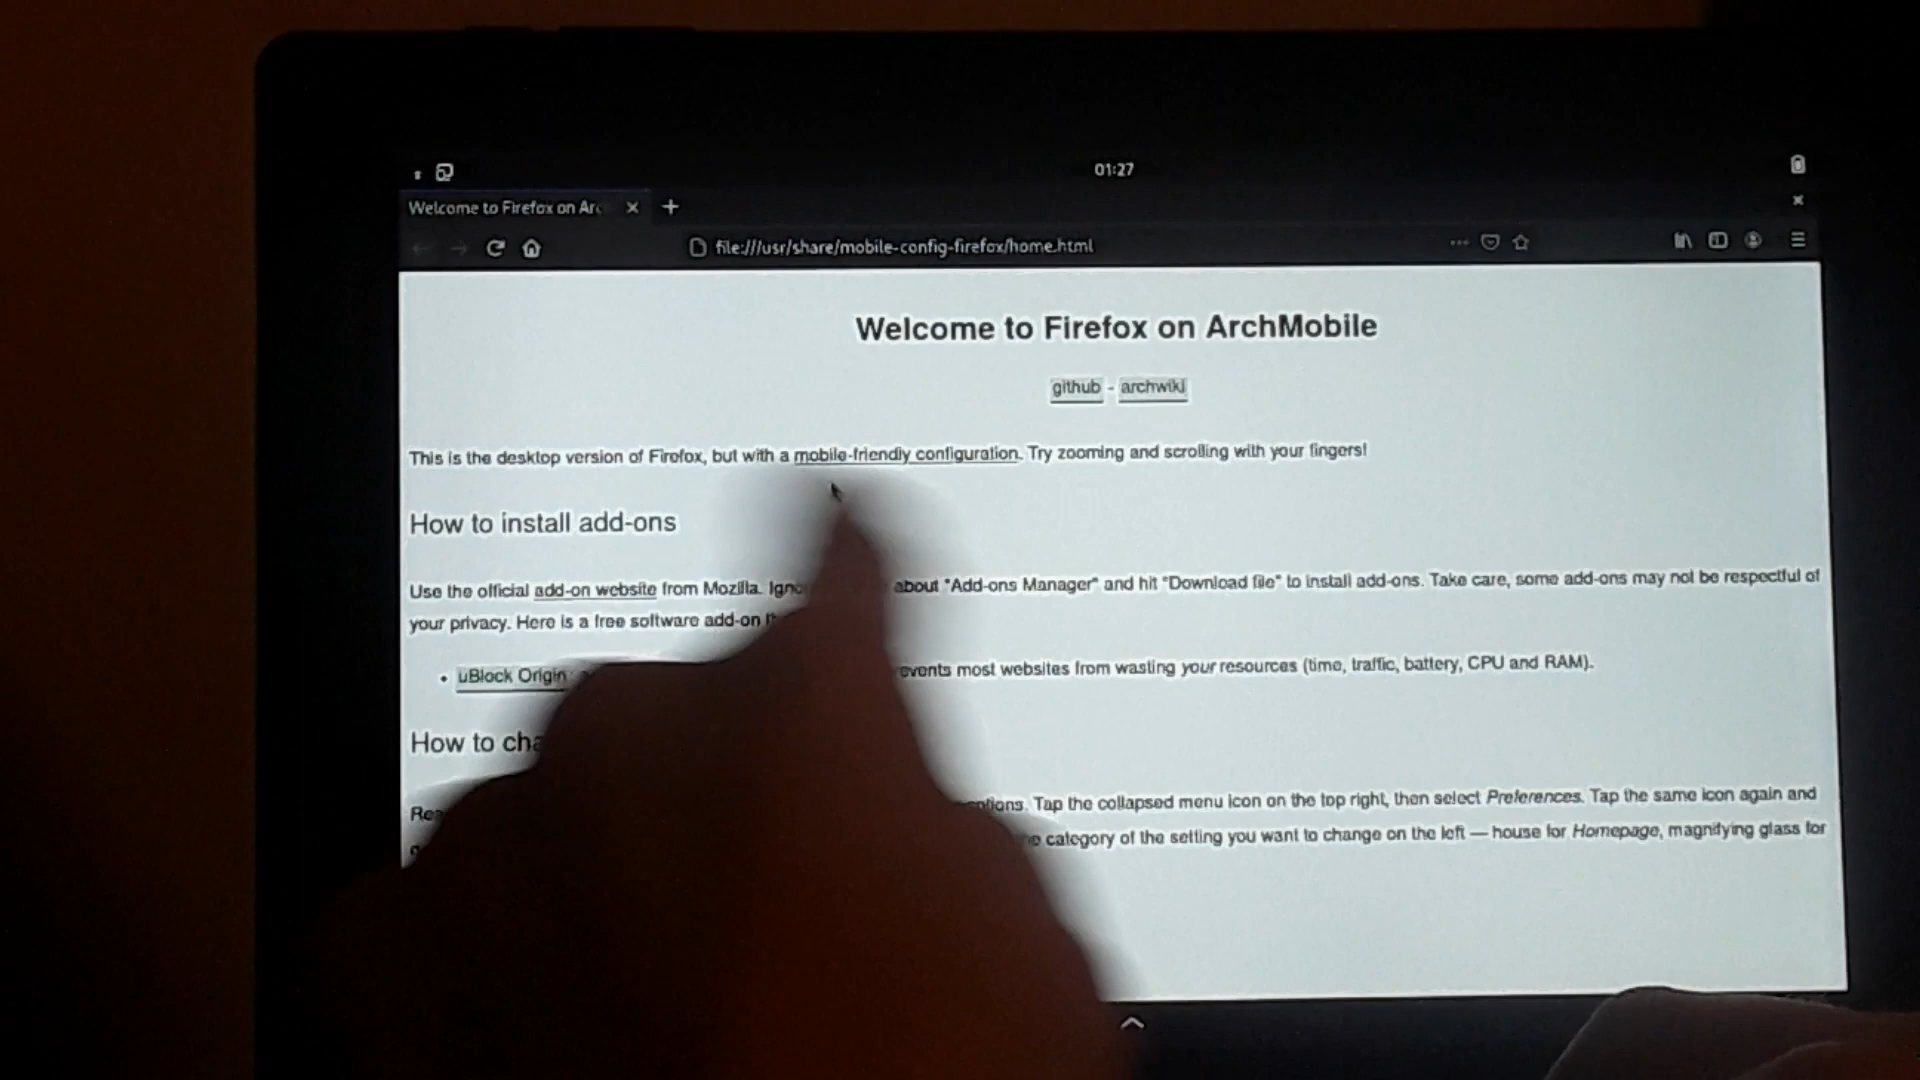 01:27
Welcome to Firefox on Arc
file:///usr/share/mobile-config-firefox/home.html
Welcome to Firefox on ArchMobile
github - archwiki
This is the desktop version of Firefox, but with a mobile-friendly configuration. Try zooming and scrolling with your fingers!
How to install add-ons
Use the official add-on website from Mozilla. about "Add-ons Manager" and hit "Download file" to install add-ons. Take care, some add-ons may not be respectful of
your privacy. Here is a free software add-on
• uBlock Origin most websites from wasting your resources (time, traffic, battery, CPU and RAM).
How to
Tap the collapsed menu icon on the top right, then select Preferences. Tap the same icon again and
category of the setting you want to change on the left — house for Homepage, magnifying glass for